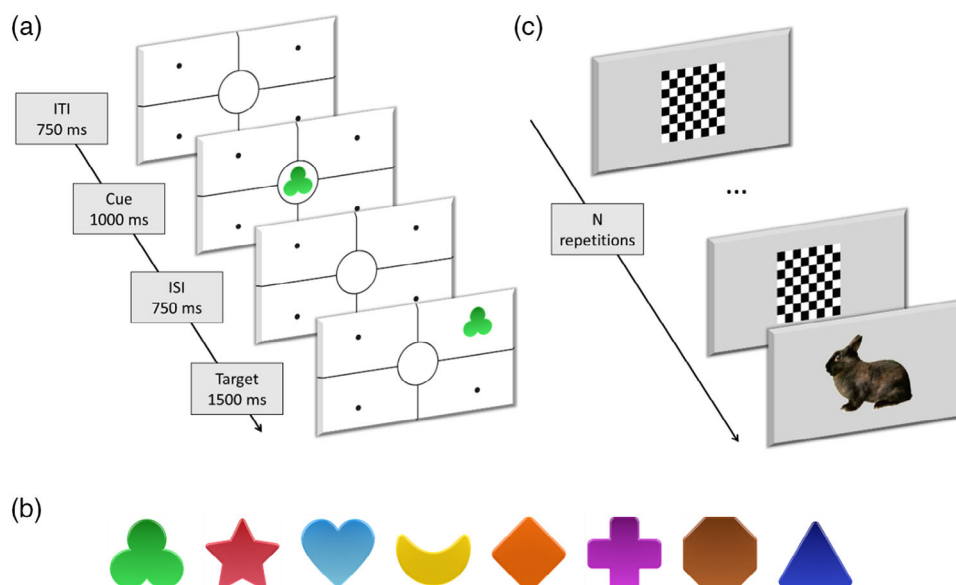 (a)
ITI
750 ms
Cue
1000 ms
ISI
750 ms
Target
1500 ms
(c)
...
N
repetitions
(b)